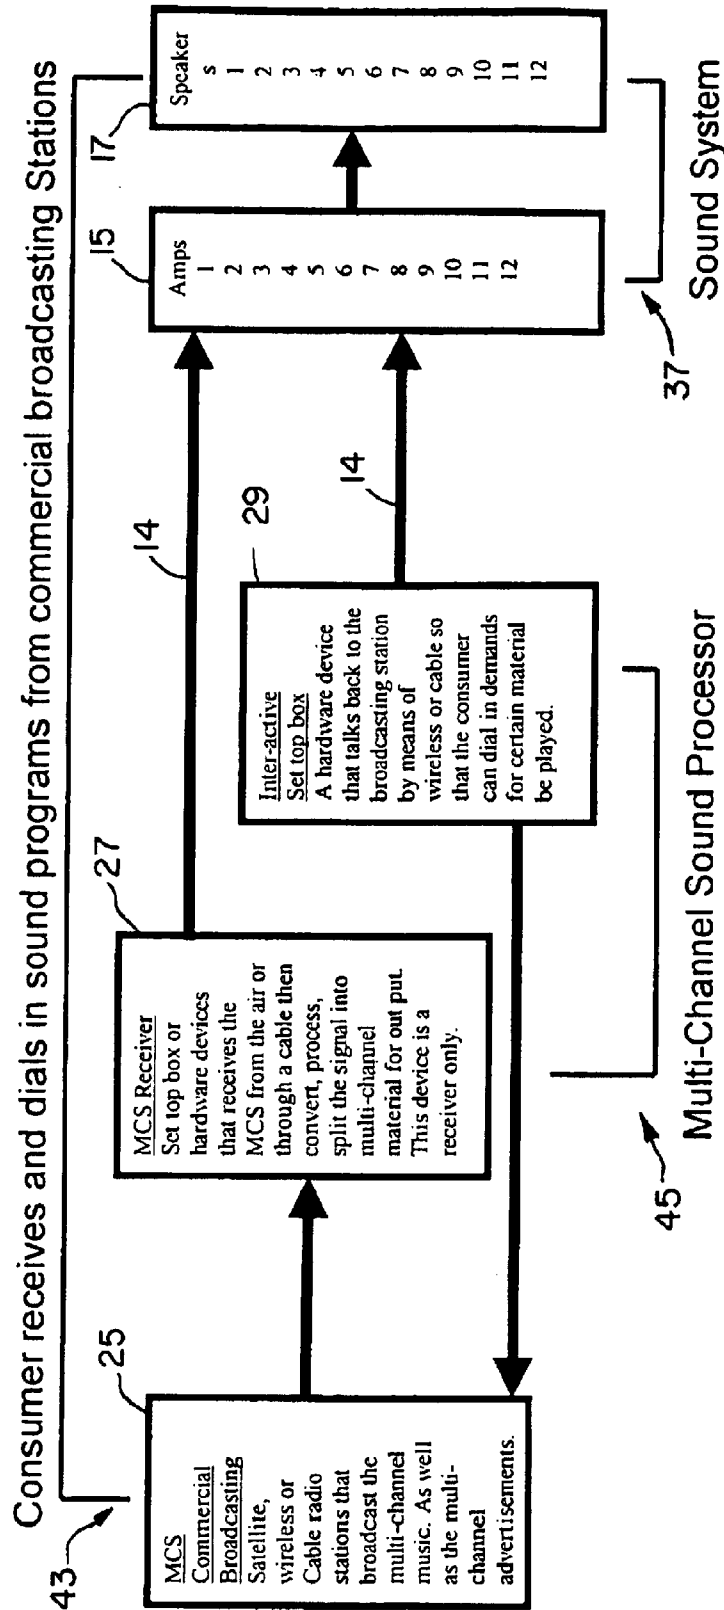 Consumer receives and dials in sound programs from commercial broadcasting Stations
43
25
MCS
Commercial
Broadcasting
Satellite,
wireless or
Cable radio
stations that
broadcast the
multi-channel
music. As well
as the multi-
channel
advertisements.
27
MCS Receiver
Set top box or
hardware devices
that receives the
MCS from the air or
through a cable then
convert, process,
split the signal into
multi-channel
material for out put.
This device is a
receiver only.
14
29
Inter-active
Set top box
A hardware device
that talks back to the
broadcasting station
by means of
wireless or cable so
that the consumer
can dial in demands
for certain material
be played.
14
15
Amps
1
2
3
4
5
6
7
8
9
10
11
12
17
Speaker
s
1
2
3
4
5
6
7
8
9
10
11
12
45
Multi-Channel Sound Processor
37
Sound System